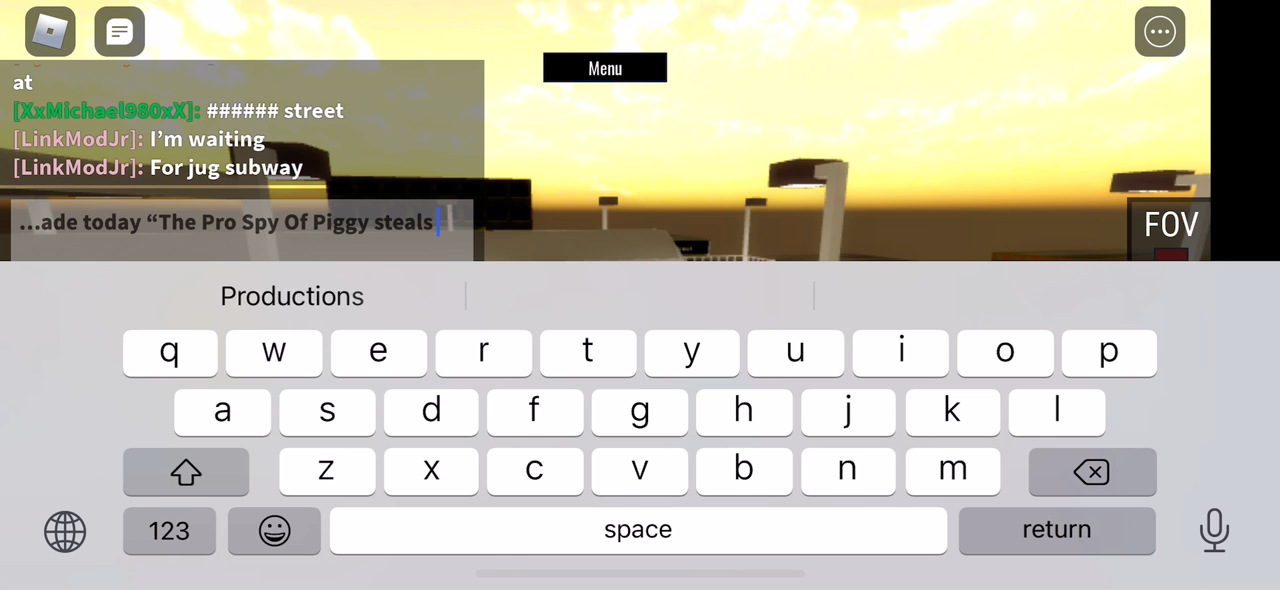 Menu
at
[XxMichael980xX]: ###### street
[LinkModJr]: I’m waiting
[LinkModJr]: For jug subway
...ade today “The Pro Spy Of Piggy steals
FOV
Productions
q w e r t y u i o p
a s d f g h j k l
z x c v b n m
123 space return